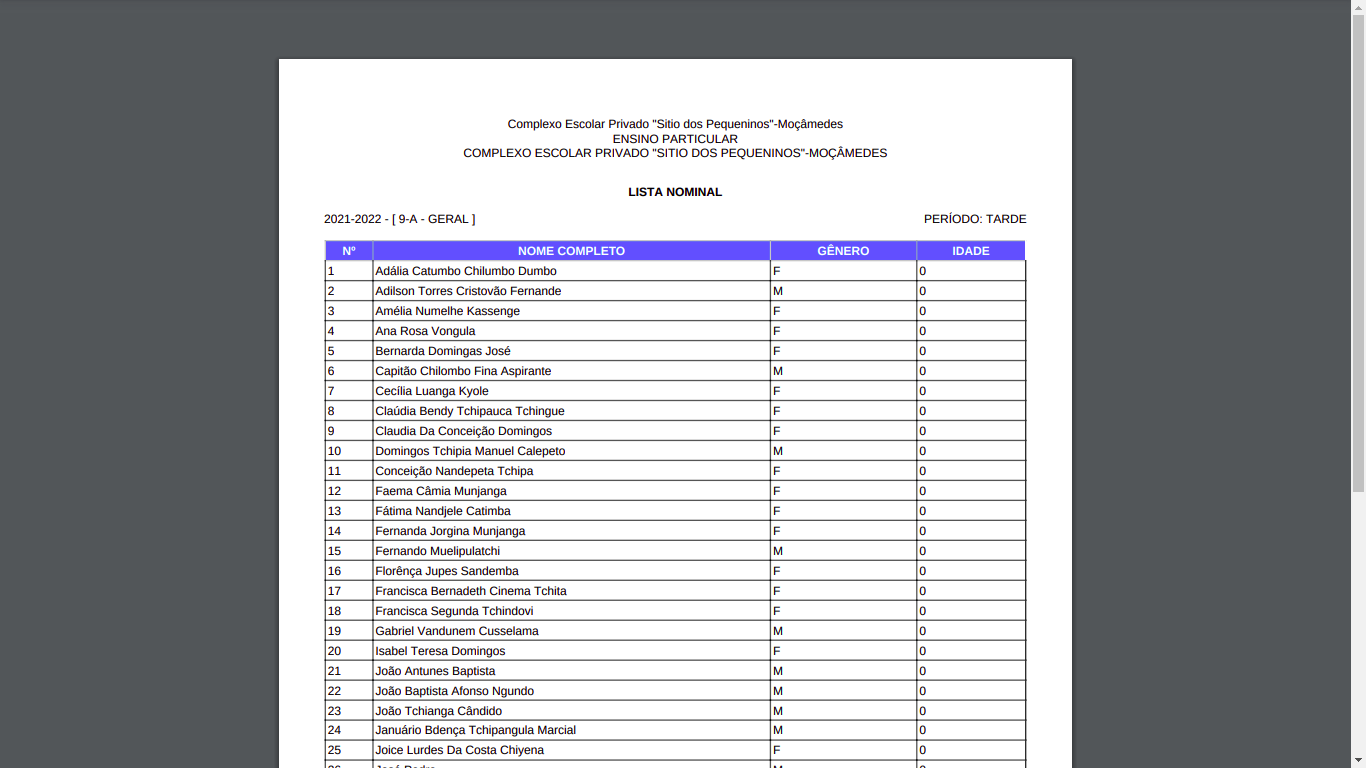 Complexo Escolar Privado "Sitio dos Pequeninos"-Moçâmedes
ENSINO PARTICULAR
COMPLEXO ESCOLAR PRIVADO "SITIO DOS PEQUENINOS"-MOÇÂMEDES
LISTA NOMINAL
2021-2022 - [ 9-A - GERAL ] PERÍODO: TARDE
Nº NOME COMPLETO GÊNERO IDADE
1 Adália Catumbo Chilumbo Dumbo F 0
2 Adilson Torres Cristovão Fernande M 0
3 Amélia Numelhe Kassenge F 0
4 Ana Rosa Vongula F 0
5 Bernarda Domingas José F 0
6 Capitão Chilombo Fina Aspirante M 0
7 Cecília Luanga Kyole F 0
8 Claúdia Bendy Tchipauca Tchingue F 0
9 Claudia Da Conceição Domingos F 0
10 Domingos Tchipia Manuel Calepeto M 0
11 Conceição Nandepeta Tchipa F 0
12 Faema Câmia Munjanga F 0
13 Fátima Nandjele Catimba F 0
14 Fernanda Jorgina Munjanga F 0
15 Fernando Muelipulatchi M 0
16 Florênça Jupes Sandemba F 0
17 Francisca Bernadeth Cinema Tchita F 0
18 Francisca Segunda Tchindovi F 0
19 Gabriel Vandunem Cusselama M 0
20 Isabel Teresa Domingos F 0
21 João Antunes Baptista M 0
22 João Baptista Afonso Ngundo M 0
23 João Tchianga Cândido M 0
24 Januário Bdença Tchipangula Marcial M 0
25 Joice Lurdes Da Costa Chiyena F 0